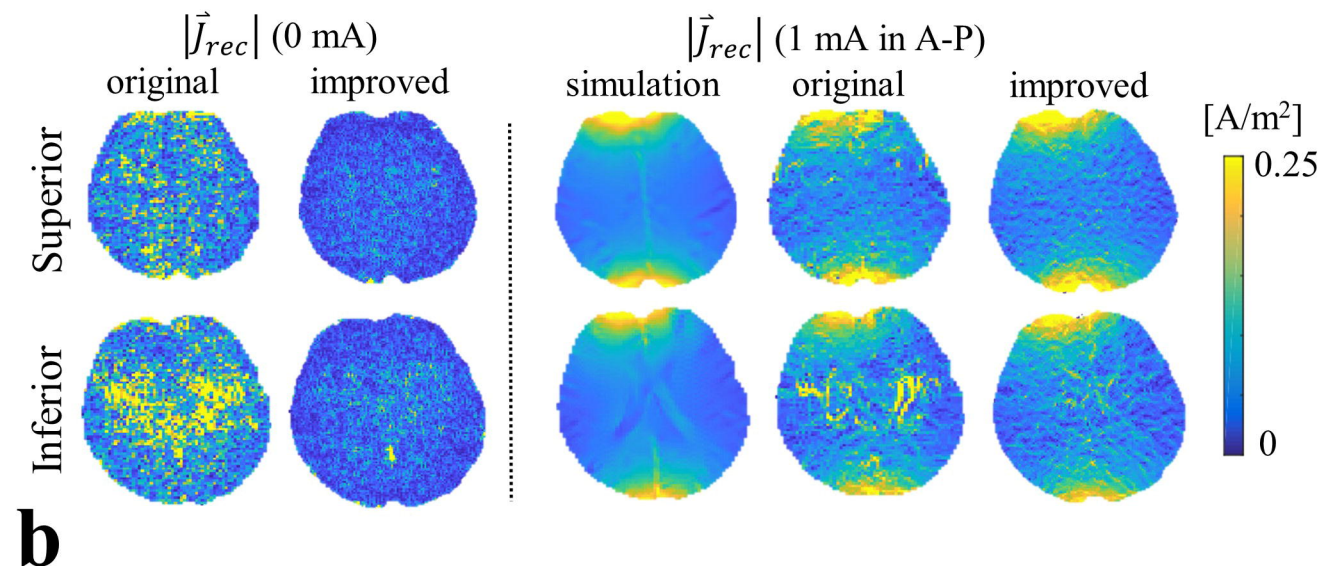 |J⃗rec| (0 mA)
|J⃗rec| (1 mA in A-P)
original
improved
simulation
original
improved
[A/m²]
0.25
0
Superior
Inferior
b